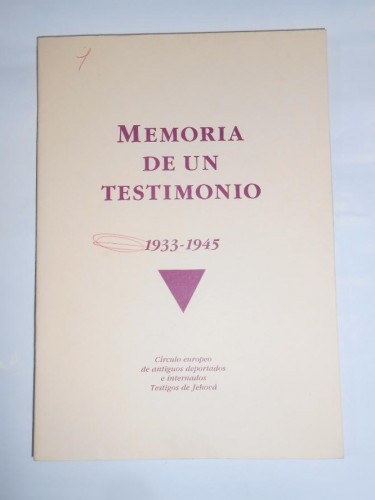 1
MEMORIA
DE UN
TESTIMONIO
1933-1945
Círculo europeo
de antiguos deportados
e internados
Testigos de Jehová